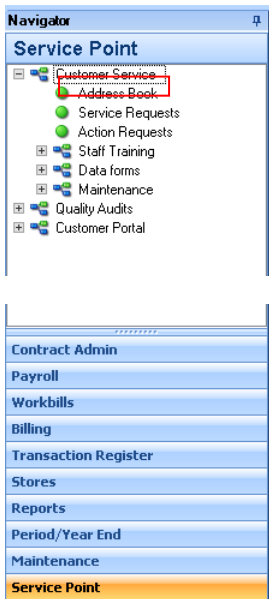 Navigator
Service Point
Customer Service
Address Book
Service Requests
Action Requests
Staff Training
Data forms
Maintenance
Quality Audits
Customer Portal
Contract Admin
Payroll
Workbills
Billing
Transaction Register
Stores
Reports
Period/Year End
Maintenance
Service Point